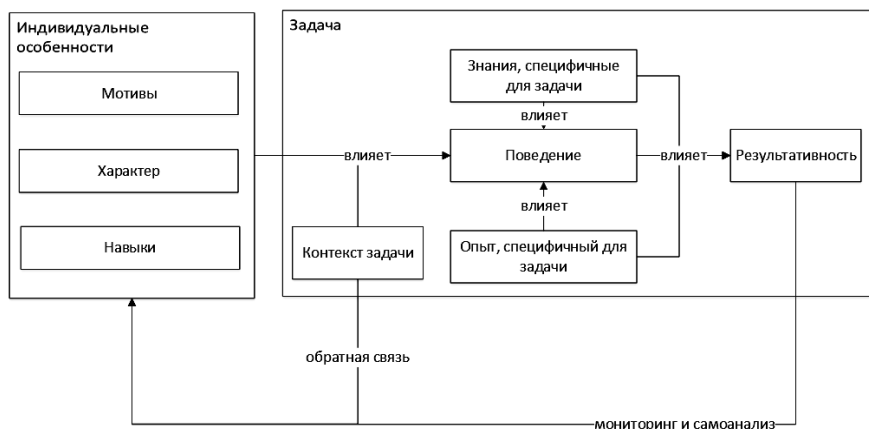 Индивидуальные
особенности
Мотивы
Характер
Навыки
Задача
Знания, специфичные
для задачи
влияет
влияет
Поведение
влияет
Результативность
влияет
Контекст задачи
Опыт, специфичный для
задачи
обратная связь
мониторинг и самоанализ